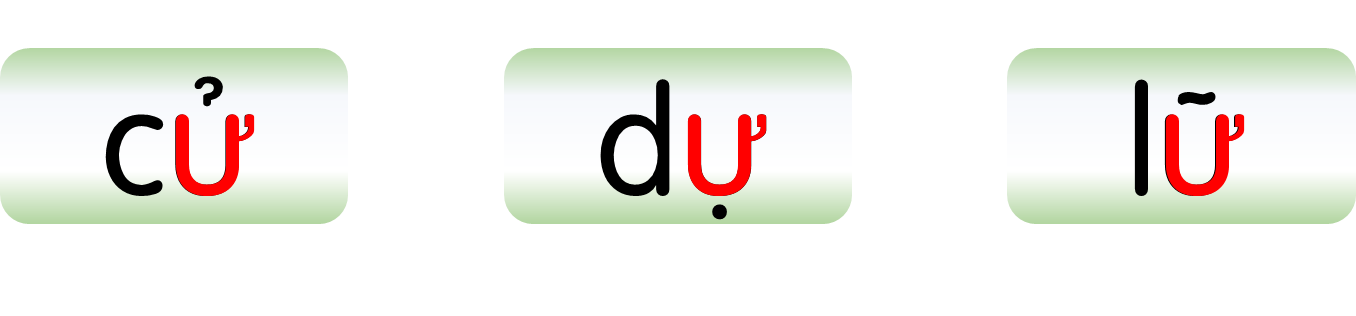 cử dự lữ